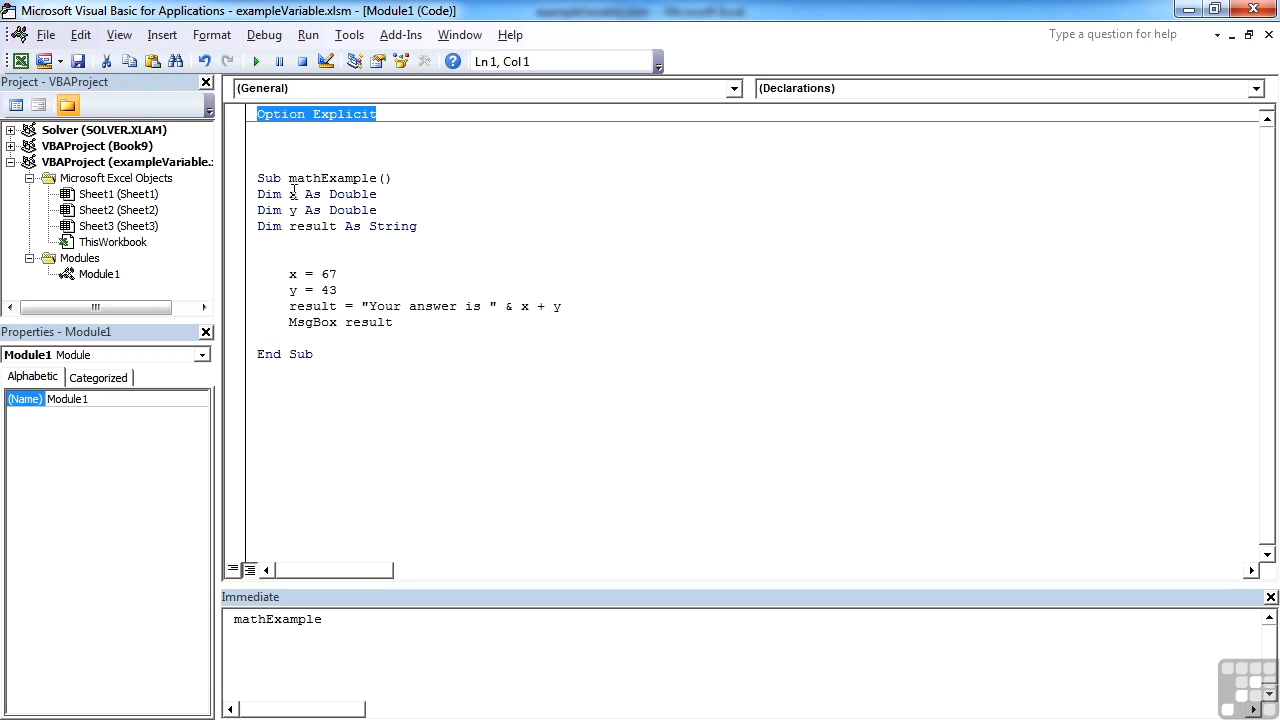 Microsoft Visual Basic for Applications - exampleVariable.xlsm - [Module1 (Code)]
File Edit View Insert Format Debug Run Tools Add-Ins Window Help
Type a question for help
Ln 1, Col 1
Project - VBAProject
(General)
(Declarations)
Solver (SOLVER.XLAM)
VBAProject (Book9)
VBAProject (exampleVariable.
Microsoft Excel Objects
Sheet1 (Sheet1)
Sheet2 (Sheet2)
Sheet3 (Sheet3)
ThisWorkbook
Modules
Module1
Properties - Module1
Module1 Module
Alphabetic Categorized
(Name) Module1
Option Explicit
Sub mathExample()
Dim x As Double
Dim y As Double
Dim result As String
x = 67
y = 43
result = "Your answer is " & x + y
MsgBox result
End Sub
Immediate
mathExample